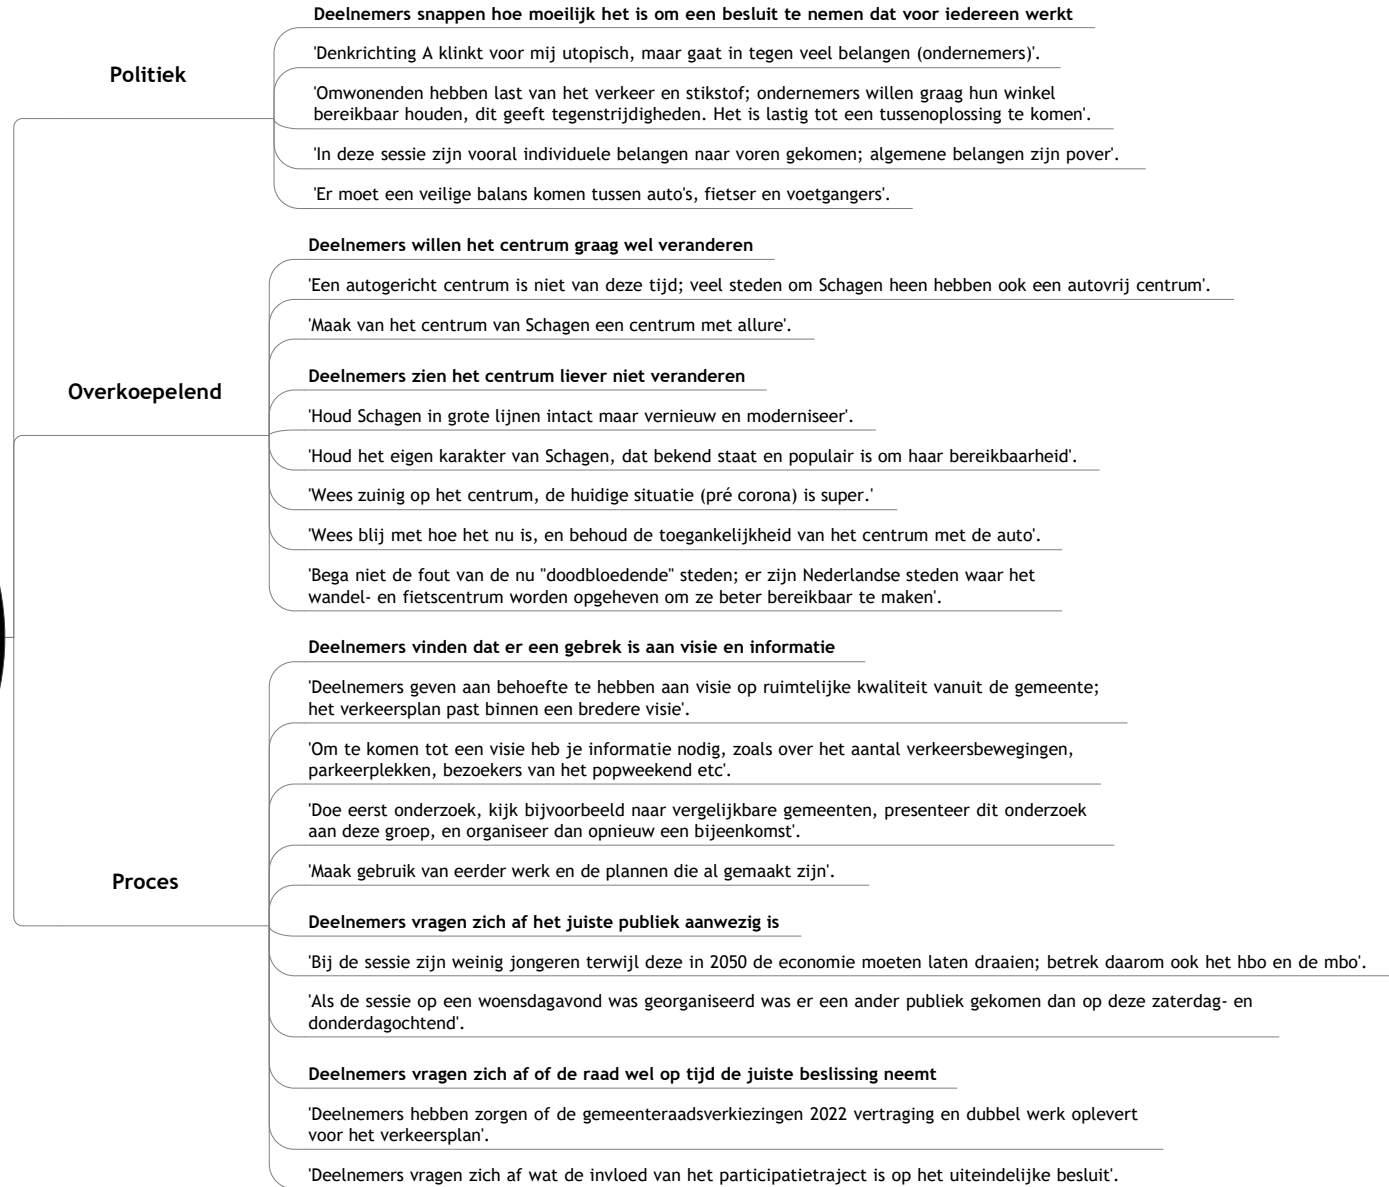 Politiek
Deelnemers snappen hoe moeilijk het is om een besluit te nemen dat voor iedereen werkt
'Denkrichting A klinkt voor mij utopisch, maar gaat in tegen veel belangen (ondernemers)'.
'Omwonenden hebben last van het verkeer en stikstof; ondernemers willen graag hun winkel
bereikbaar houden, dit geeft tegenstrijdigheden. Het is lastig tot een tussenoplossing te komen'.
'In deze sessie zijn vooral individuele belangen naar voren gekomen; algemene belangen zijn pover'.
'Er moet een veilige balans komen tussen auto's, fietser en voetgangers'.
Overkoepelend
Deelnemers willen het centrum graag wel veranderen
'Een autogericht centrum is niet van deze tijd; veel steden om Schagen heen hebben ook een autovrij centrum'.
'Maak van het centrum van Schagen een centrum met allure'.
Deelnemers zien het centrum liever niet veranderen
'Houd Schagen in grote lijnen intact maar vernieuw en moderniseer'.
'Houd het eigen karakter van Schagen, dat bekend staat en populair is om haar bereikbaarheid'.
'Wees zuinig op het centrum, de huidige situatie (pré corona) is super.'
'Wees blij met hoe het nu is, en behoud de toegankelijkheid van het centrum met de auto'.
'Bega niet de fout van de nu "doodbloedende" steden; er zijn Nederlandse steden waar het
wandel- en fietscentrum worden opgeheven om ze beter bereikbaar te maken'.
Proces
Deelnemers vinden dat er een gebrek is aan visie en informatie
'Deelnemers geven aan behoefte te hebben aan visie op ruimtelijke kwaliteit vanuit de gemeente;
het verkeersplan past binnen een bredere visie'.
'Om te komen tot een visie heb je informatie nodig, zoals over het aantal verkeersbewegingen,
parkeerplekken, bezoekers van het popweekend etc'.
'Doe eerst onderzoek, kijk bijvoorbeeld naar vergelijkbare gemeenten, presenteer dit onderzoek
aan deze groep, en organiseer dan opnieuw een bijeenkomst'.
'Maak gebruik van eerder werk en de plannen die al gemaakt zijn'.
Deelnemers vragen zich af het juiste publiek aanwezig is
'Bij de sessie zijn weinig jongeren terwijl deze in 2050 de economie moeten laten draaien; betrek daarom ook het hbo en de mbo'.
'Als de sessie op een woensdagavond was georganiseerd was er een ander publiek gekomen dan op deze zaterdag- en
donderdagochtend'.
Deelnemers vragen zich af of de raad wel op tijd de juiste beslissing neemt
'Deelnemers hebben zorgen of de gemeenteraadsverkiezingen 2022 vertraging en dubbel werk oplevert
voor het verkeersplan'.
'Deelnemers vragen zich af wat de invloed van het participatietraject is op het uiteindelijke besluit'.